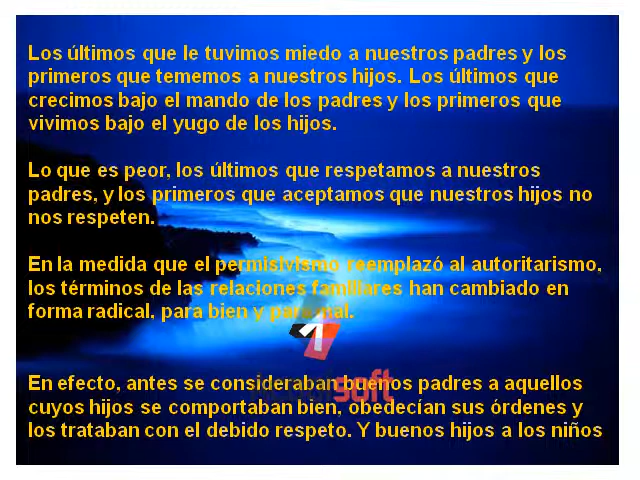 Los últimos que le tuvimos miedo a nuestros padres y los
primeros que tememos a nuestros hijos. Los últimos que
crecimos bajo el mando de los padres y los primeros que
vivimos bajo el yugo de los hijos.
Lo que es peor, los últimos que respetamos a nuestros
padres, y los primeros que aceptamos que nuestros hijos no
nos respeten.
En la medida que el permisivismo reemplazó al autoritarismo,
los términos de las relaciones familiares han cambiado en
forma radical, para bien y para mal.
En efecto, antes se consideraban buenos padres a aquellos
cuyos hijos se comportaban bien, obedecían sus órdenes y
los trataban con el debido respeto. Y buenos hijos a los niños
soft